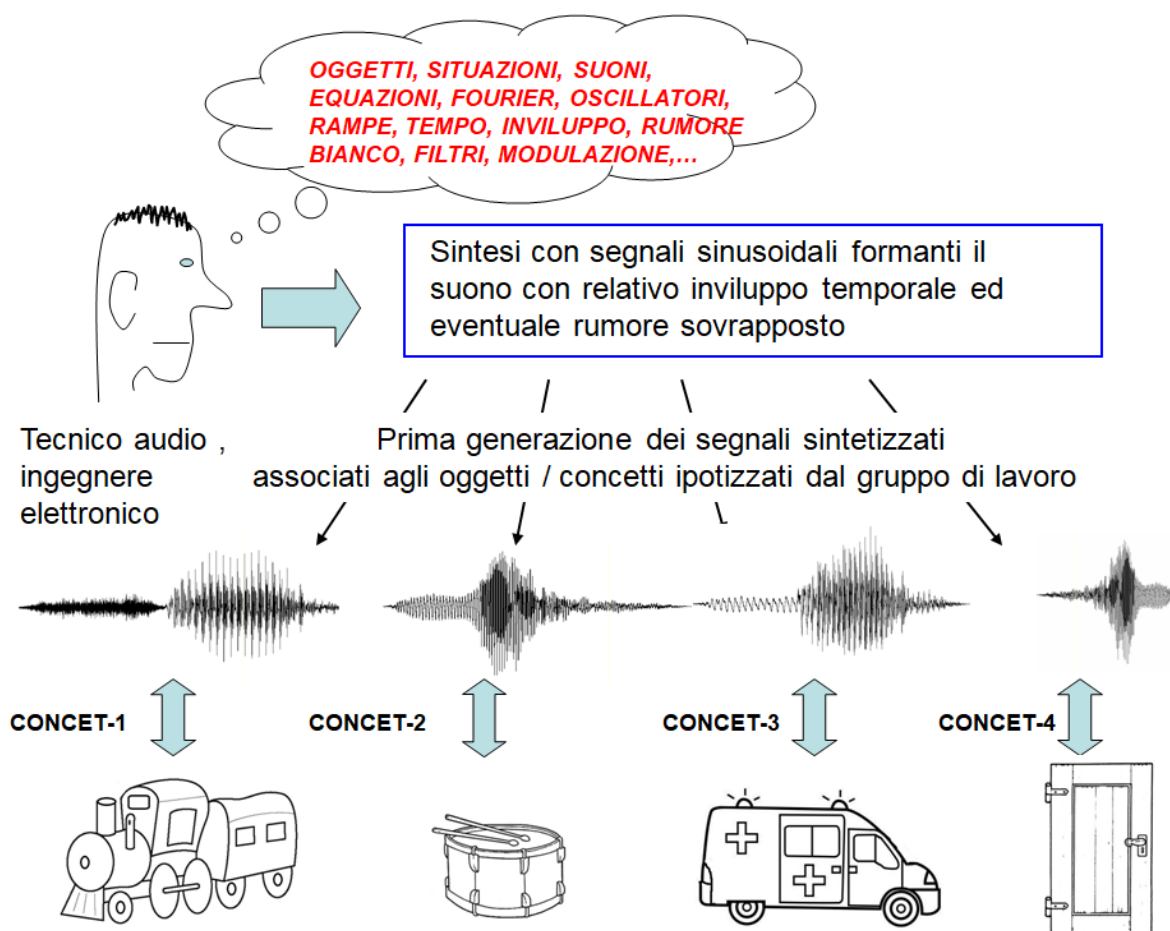 OGGETTI, SITUAZIONI, SUONI,
EQUAZIONI, FOURIER, OSCILLATORI,
RAMPE, TEMPO, INVILUPPO, RUMORE
BIANCO, FILTRI, MODULAZIONE,...
Sintesi con segnali sinusoidali formanti il
suono con relativo inviluppo temporale ed
eventuale rumore sovrapposto
Tecnico audio ,
ingegnere
elettronico
Prima generazione dei segnali sintetizzati
associati agli oggetti / concetti ipotizzati dal gruppo di lavoro
CONCET-1
CONCET-2
CONCET-3
CONCET-4